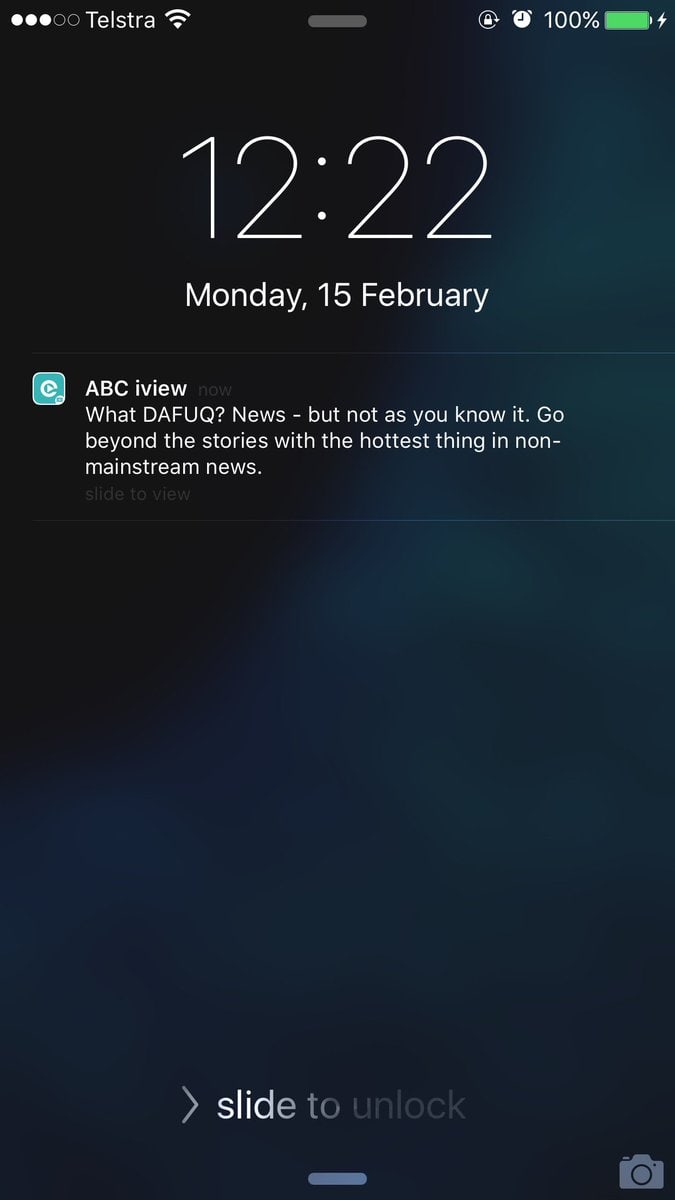 Telstra 100%
12:22
Monday, 15 February
ABC iview now
What DAFUQ? News - but not as you know it. Go
beyond the stories with the hottest thing in non-
mainstream news.
slide to view
slide to unlock